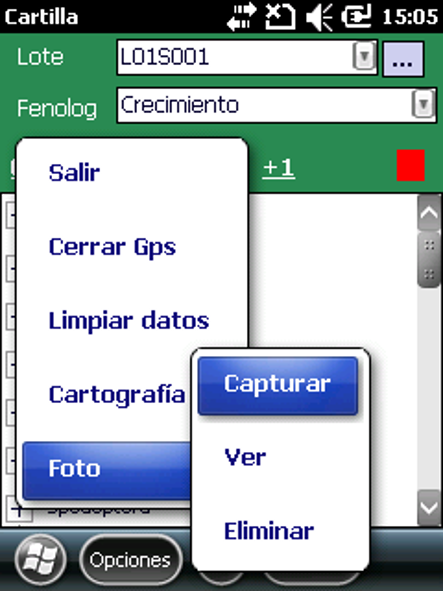 Cartilla 15:05
Lote L01S001 ...
Fenolog Crecimiento
+1
Salir
Cerrar Gps
Limpiar datos
Cartografía
Foto
Capturar
Ver
Eliminar
Spodoptera
Opciones